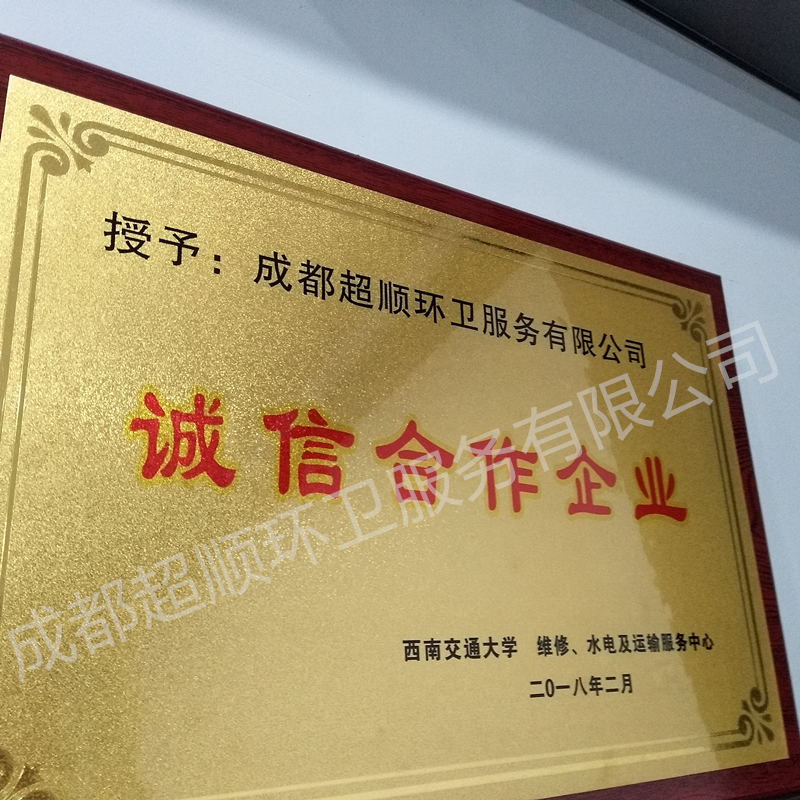 授予：成都超顺环卫服务有限公司
诚信合作企业
西南交通大学 维修、水电及运输服务中心
二〇一八年二月
成都超顺环卫服务有限公司